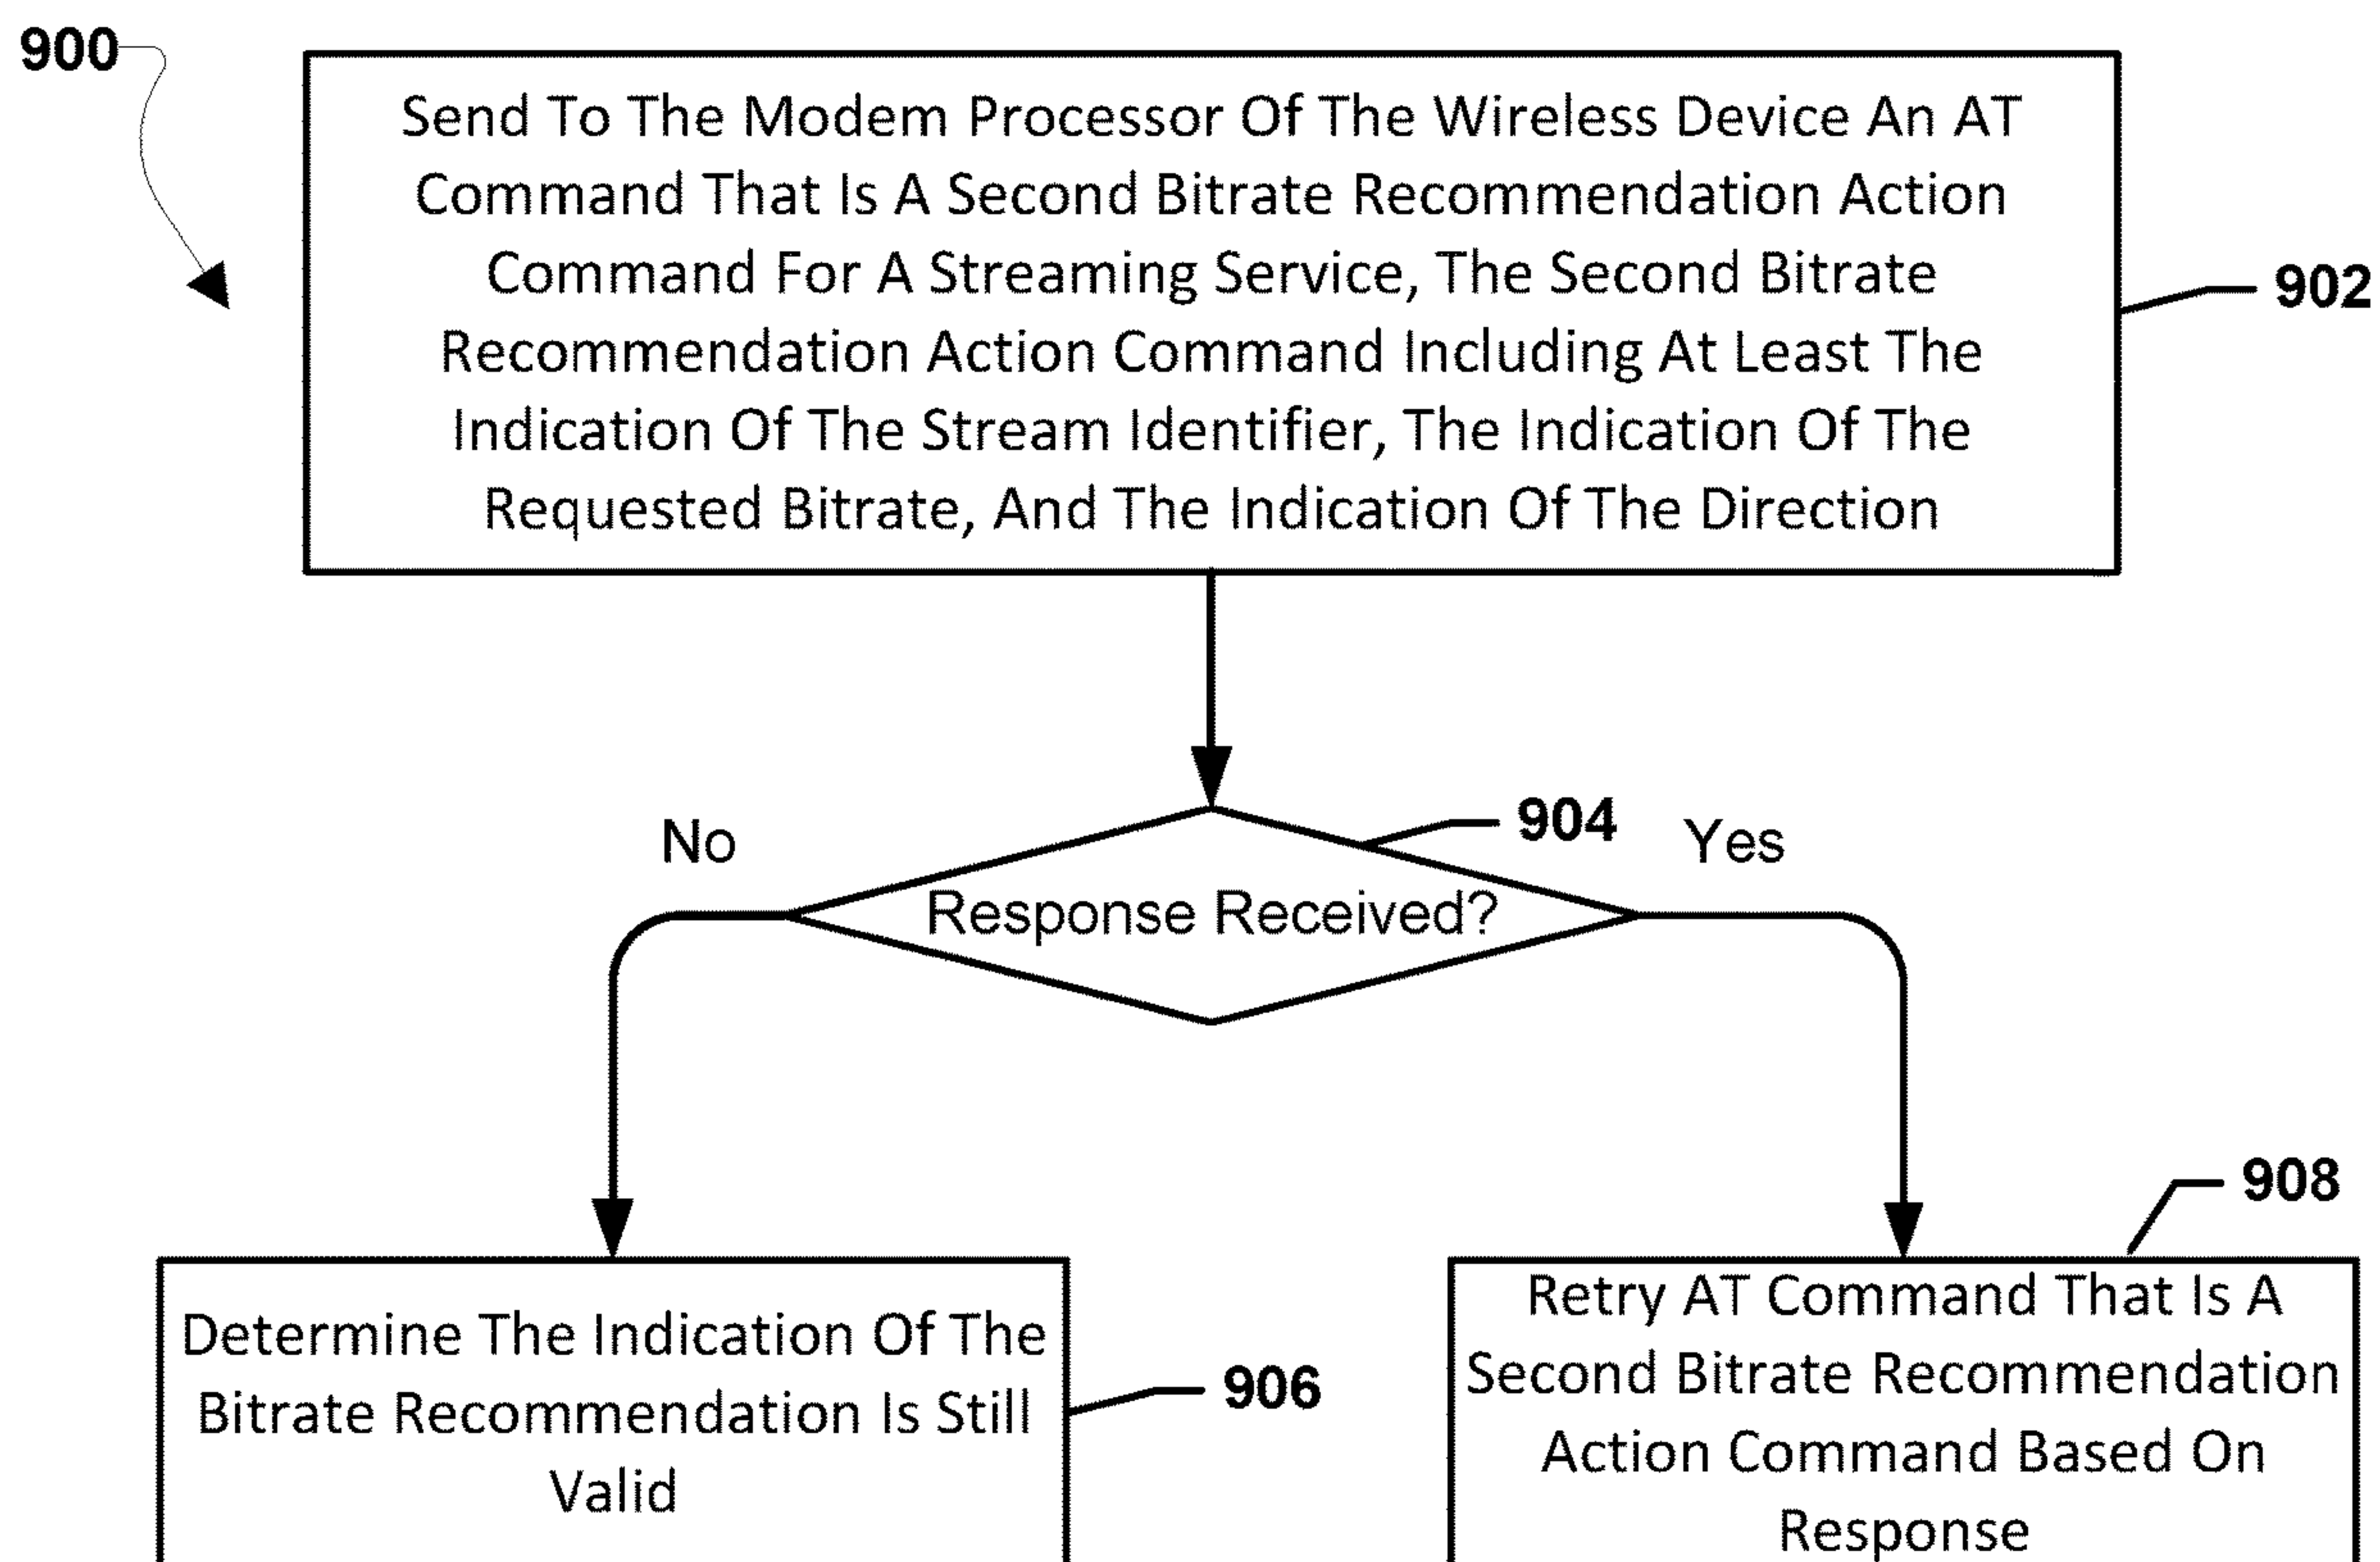 900
Send To The Modem Processor Of The Wireless Device An AT
Command That Is A Second Bitrate Recommendation Action
Command For A Streaming Service, The Second Bitrate
Recommendation Action Command Including At Least The
Indication Of The Stream Identifier, The Indication Of The
Requested Bitrate, And The Indication Of The Direction
902
904
No
Yes
Response Received?
908
Determine The Indication Of The
Bitrate Recommendation Is Still
Valid
906
Retry AT Command That Is A
Second Bitrate Recommendation
Action Command Based On
Response